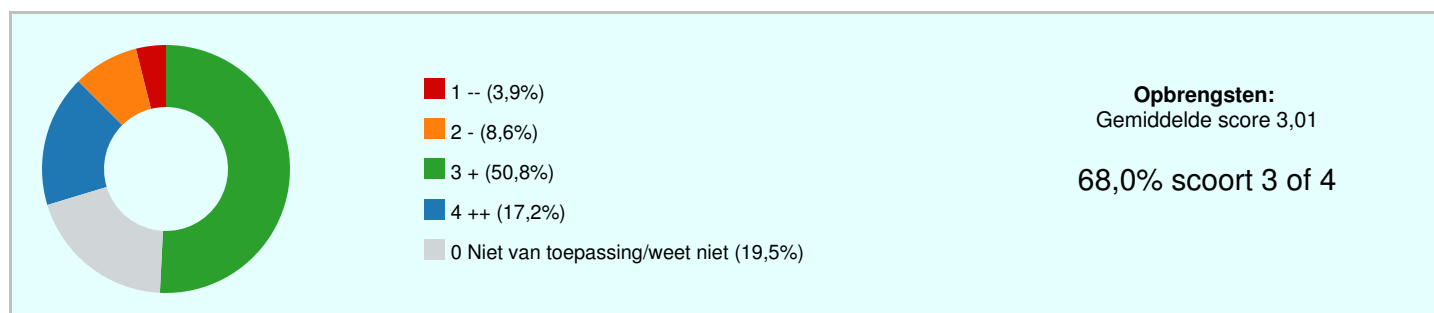 1 -- (3,9%)
2 - (8,6%)
3 + (50,8%)
4 ++ (17,2%)
0 Niet van toepassing/weet niet (19,5%)
Opbrengsten:
Gemiddelde score 3,01
68,0% scoort 3 of 4